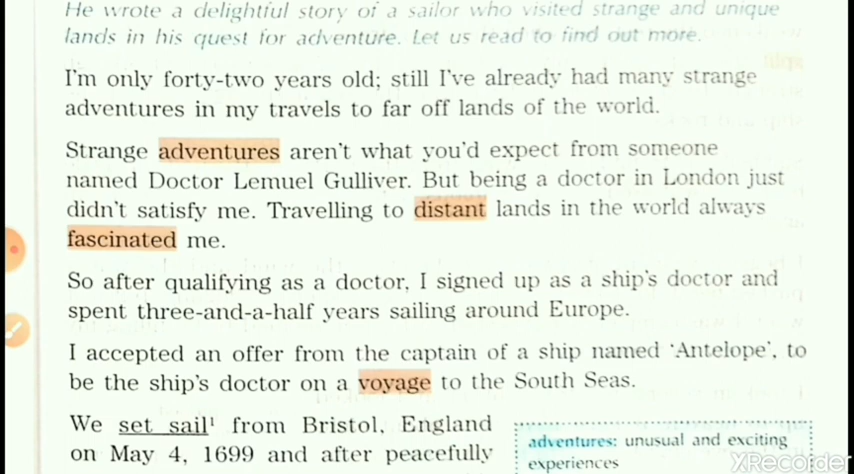 He wrote a delightful story of a sailor who visited strange and unique
lands in his quest for adventure. Let us read to find out more.
I'm only forty-two years old; still I've already had many strange
adventures in my travels to far off lands of the world.
Strange adventures aren't what you'd expect from someone
named Doctor Lemuel Gulliver. But being a doctor in London just
didn't satisfy me. Travelling to distant lands in the world always
fascinated me.
So after qualifying as a doctor, I signed up as a ship's doctor and
spent three-and-a-half years sailing around Europe.
I accepted an offer from the captain of a ship named 'Antelope', to
be the ship's doctor on a voyage to the South Seas.
We set sail¹ from Bristol, England
on May 4, 1699 and after peacefully
adventures: unusual and exciting
experiences
XRecorder